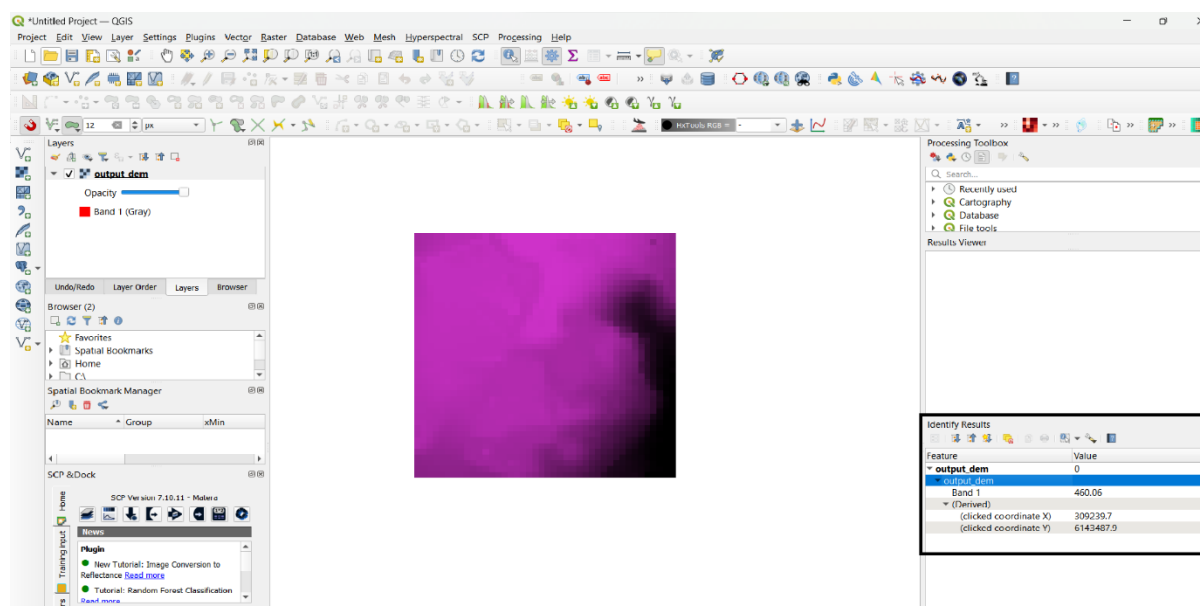 *Untitled Project — QGIS
Project Edit View Layer Settings Plugins Vector Raster Database Web Mesh Hyperspectral SCP Processing Help
12 px HxTools RGB
Layers
output_dem
Opacity
Band 1 (Gray)
Undo/Redo Layer Order Layers Browser
Browser (2)
Favorites
Spatial Bookmarks
Home
C:\
Spatial Bookmark Manager
Name Group xMin
SCP &Dock
Home
Training input
SCP Version 7.10.11 - Matera
News
Plugin
New Tutorial: Image Conversion to
Reflectance Read more
Tutorial: Random Forest Classification
Read more
Processing Toolbox
Search...
Recently used
Cartography
Database
File tools
Results Viewer
Identify Results
Feature Value
output_dem 0
output_dem
Band 1 460.06
(Derived)
(clicked coordinate X) 309239.7
(clicked coordinate Y) 6143487.9